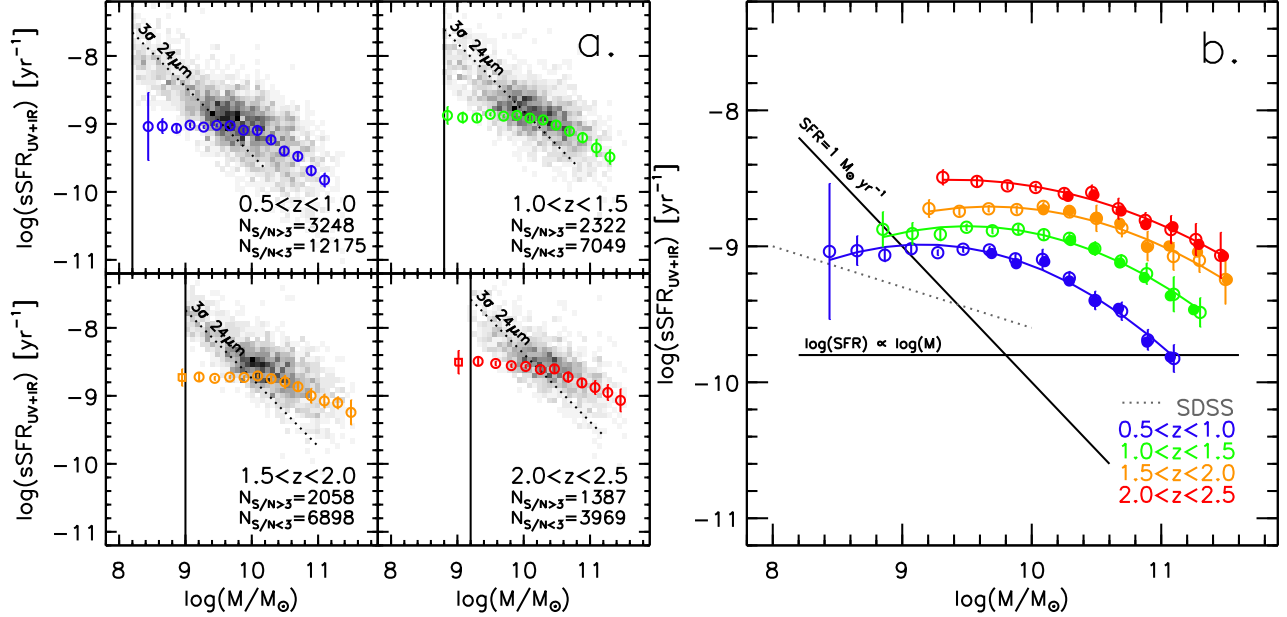 a.
3σ 24μm
0.5<z<1.0
N_S/N>3=3248
N_S/N<3=12175
3σ 24μm
1.0<z<1.5
N_S/N>3=2322
N_S/N<3=7049
log(sSFR_UV+IR) [yr⁻¹]
−8
−9
−10
−11
3σ 24μm
1.5<z<2.0
N_S/N>3=2058
N_S/N<3=6898
3σ 24μm
2.0<z<2.5
N_S/N>3=1387
N_S/N<3=3969
log(sSFR_UV+IR) [yr⁻¹]
−8
−9
−10
−11
8 9 10 11
8 9 10 11
log(M/M⊙)
log(M/M⊙)
b.
log(sSFR_UV+IR) [yr⁻¹]
−8
−9
−10
−11
SFR=1 M⊙ yr⁻¹
log(SFR) ∝ log(M)
SDSS
0.5<z<1.0
1.0<z<1.5
1.5<z<2.0
2.0<z<2.5
8 9 10 11
log(M/M⊙)